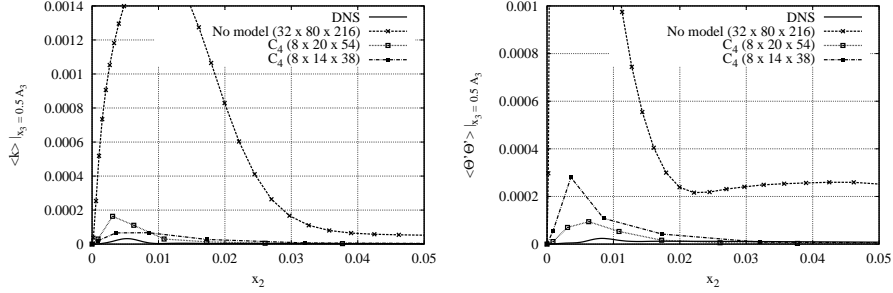 0.0014
0.0012
0.001
0.0008
0.0006
0.0004
0.0002
0
<k> |x3 = 0.5 A3
DNS
No model (32 x 80 x 216)
C4 (8 x 20 x 54)
C4 (8 x 14 x 38)
0 0.01 0.02 0.03 0.04 0.05
x2
0.001
0.0008
0.0006
0.0004
0.0002
0
<Θ'Θ'> |x3 = 0.5 A3
DNS
No model (32 x 80 x 216)
C4 (8 x 20 x 54)
C4 (8 x 14 x 38)
0 0.01 0.02 0.03 0.04 0.05
x2